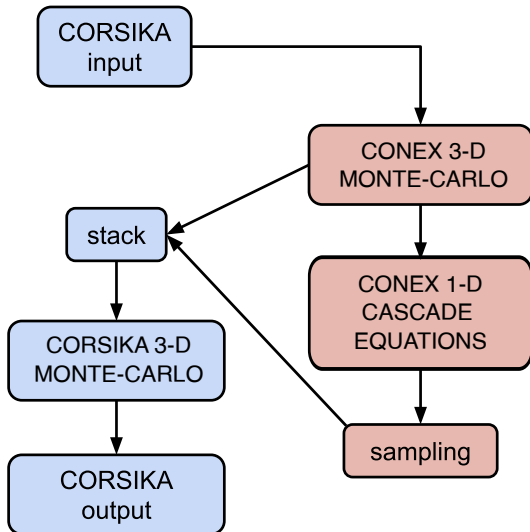 CORSIKA
input
CONEX 3-D
MONTE-CARLO
stack
CONEX 1-D
CASCADE
EQUATIONS
CORSIKA 3-D
MONTE-CARLO
sampling
CORSIKA
output